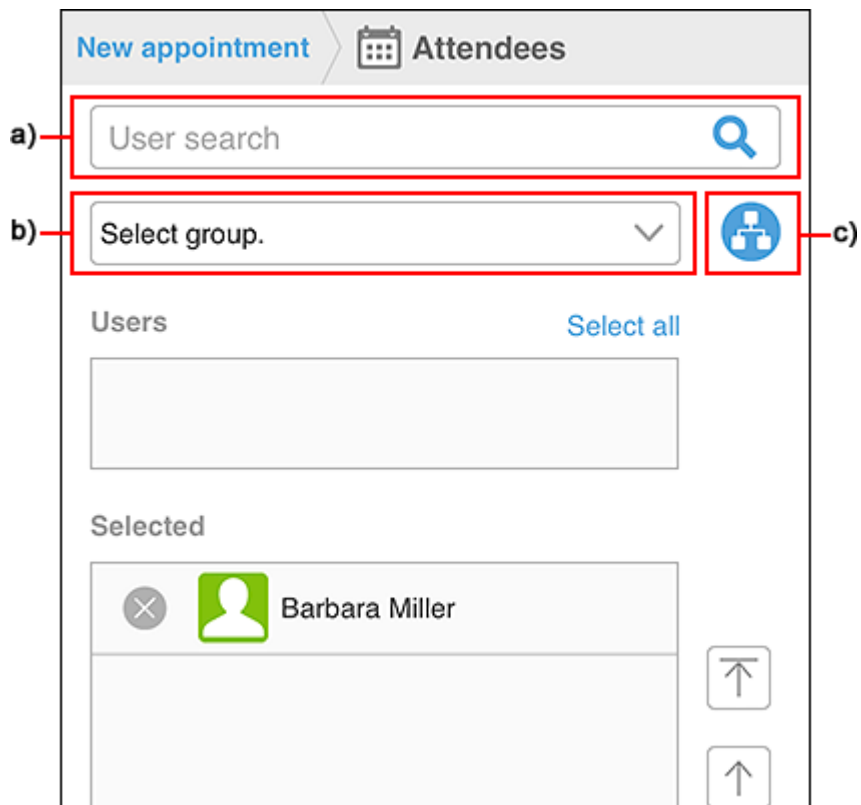 New appointment Attendees
a) User search
b) Select group. c)
Users Select all
Selected
Barbara Miller